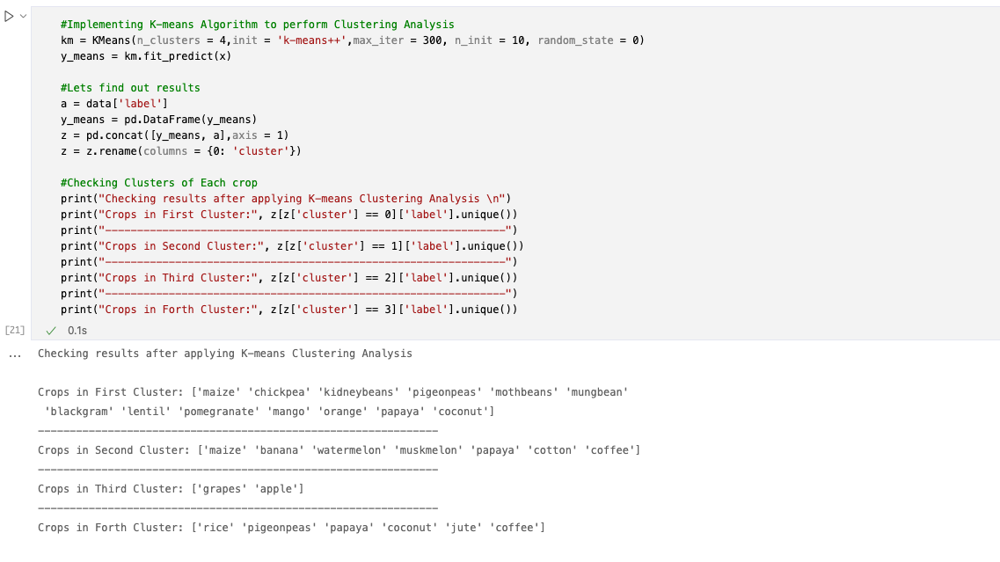 #Implementing K-means Algorithm to perform Clustering Analysis
km = KMeans(n_clusters = 4,init = 'k-means++',max_iter = 300, n_init = 10, random_state = 0)
y_means = km.fit_predict(x)

#Lets find out results
a = data['label']
y_means = pd.DataFrame(y_means)
z = pd.concat([y_means, a],axis = 1)
z = z.rename(columns = {0: 'cluster'})

#Checking Clusters of Each crop
print("Checking results after applying K-means Clustering Analysis \n")
print("Crops in First Cluster:", z[z['cluster'] == 0]['label'].unique())
print("---------------------------------------------------------------")
print("Crops in Second Cluster:", z[z['cluster'] == 1]['label'].unique())
print("---------------------------------------------------------------")
print("Crops in Third Cluster:", z[z['cluster'] == 2]['label'].unique())
print("---------------------------------------------------------------")
print("Crops in Forth Cluster:", z[z['cluster'] == 3]['label'].unique())
[21] ✓ 0.1s
... Checking results after applying K-means Clustering Analysis

Crops in First Cluster: ['maize' 'chickpea' 'kidneybeans' 'pigeonpeas' 'mothbeans' 'mungbean'
 'blackgram' 'lentil' 'pomegranate' 'mango' 'orange' 'papaya' 'coconut']
---------------------------------------------------------------
Crops in Second Cluster: ['maize' 'banana' 'watermelon' 'muskmelon' 'papaya' 'cotton' 'coffee']
---------------------------------------------------------------
Crops in Third Cluster: ['grapes' 'apple']
---------------------------------------------------------------
Crops in Forth Cluster: ['rice' 'pigeonpeas' 'papaya' 'coconut' 'jute' 'coffee']